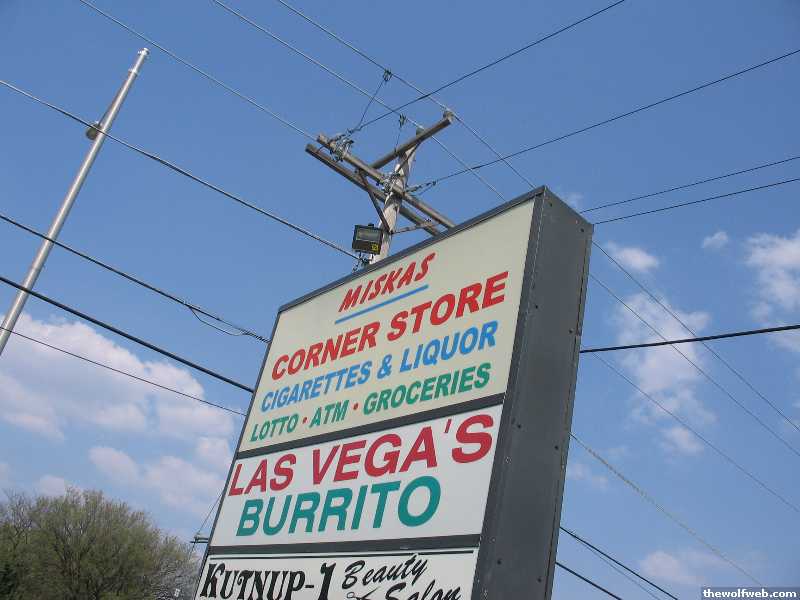 MISKAS
CORNER STORE
CIGARETTES & LIQUOR
LOTTO · ATM · GROCERIES
LAS VEGA'S
BURRITO
KUTNUP-1 Beauty
Salon
thewolfweb.com